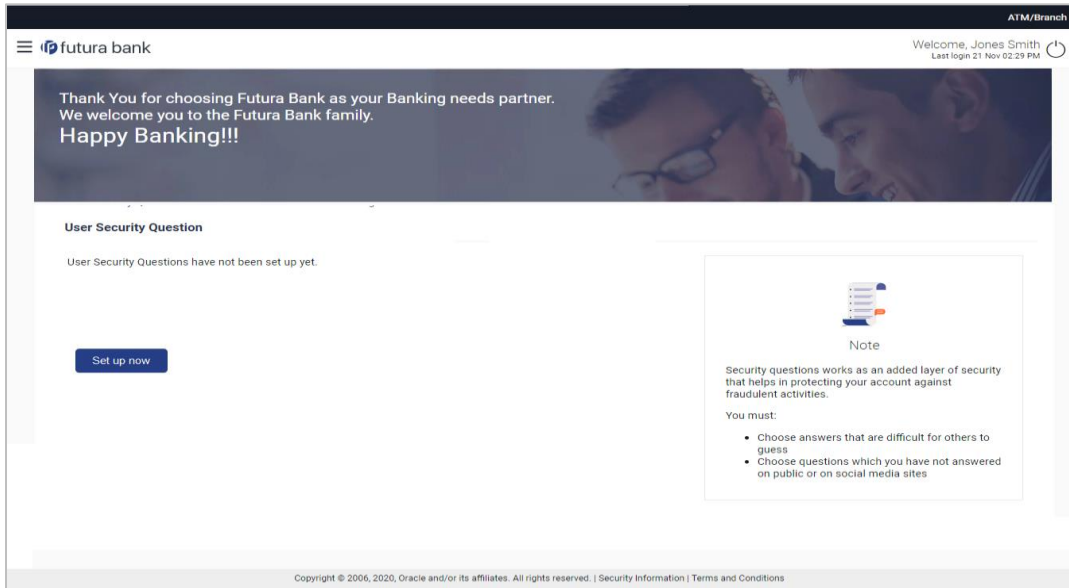 ATM/Branch
futura bank
Welcome, Jones Smith
Last login 21 Nov 02:29 PM
Thank You for choosing Futura Bank as your Banking needs partner.
We welcome you to the Futura Bank family.
Happy Banking!!!
User Security Question
User Security Questions have not been set up yet.
Set up now
Note
Security questions works as an added layer of security
that helps in protecting your account against
fraudulent activities.
You must:
• Choose answers that are difficult for others to
guess
• Choose questions which you have not answered
on public or on social media sites
Copyright © 2006, 2020, Oracle and/or its affiliates. All rights reserved. | Security Information | Terms and Conditions